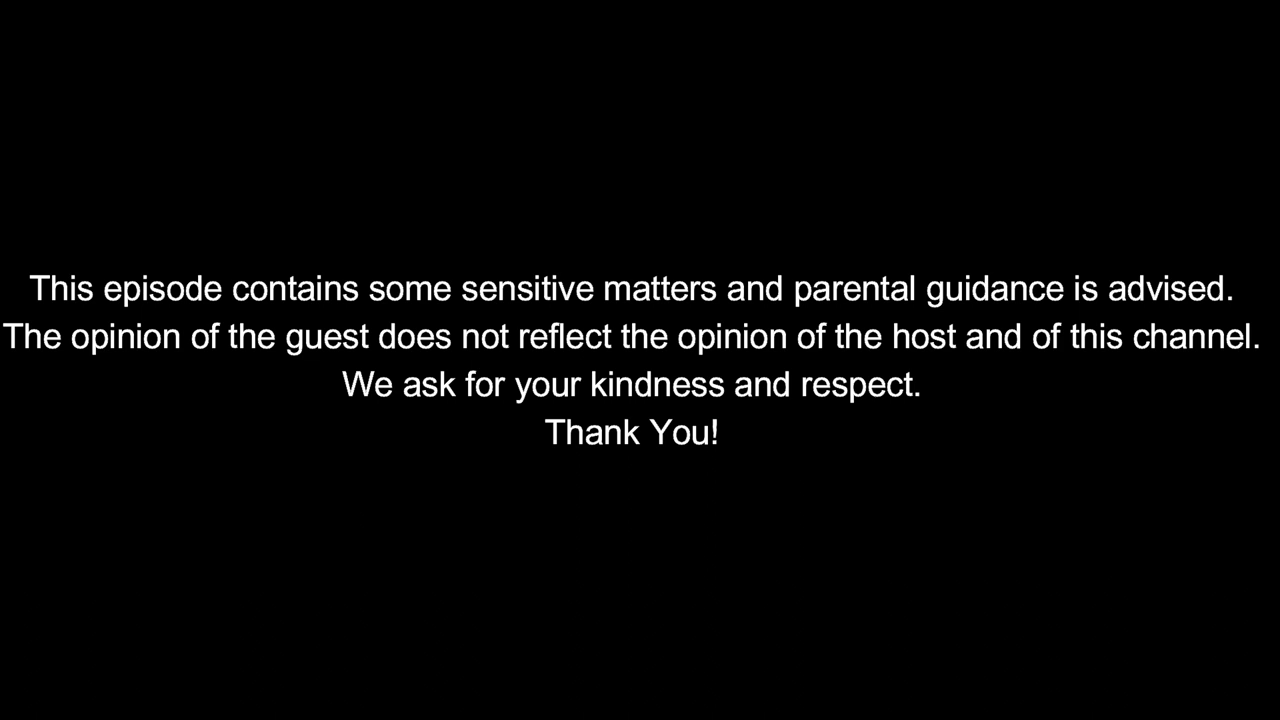 This episode contains some sensitive matters and parental guidance is advised.
The opinion of the guest does not reflect the opinion of the host and of this channel.
We ask for your kindness and respect.
Thank You!